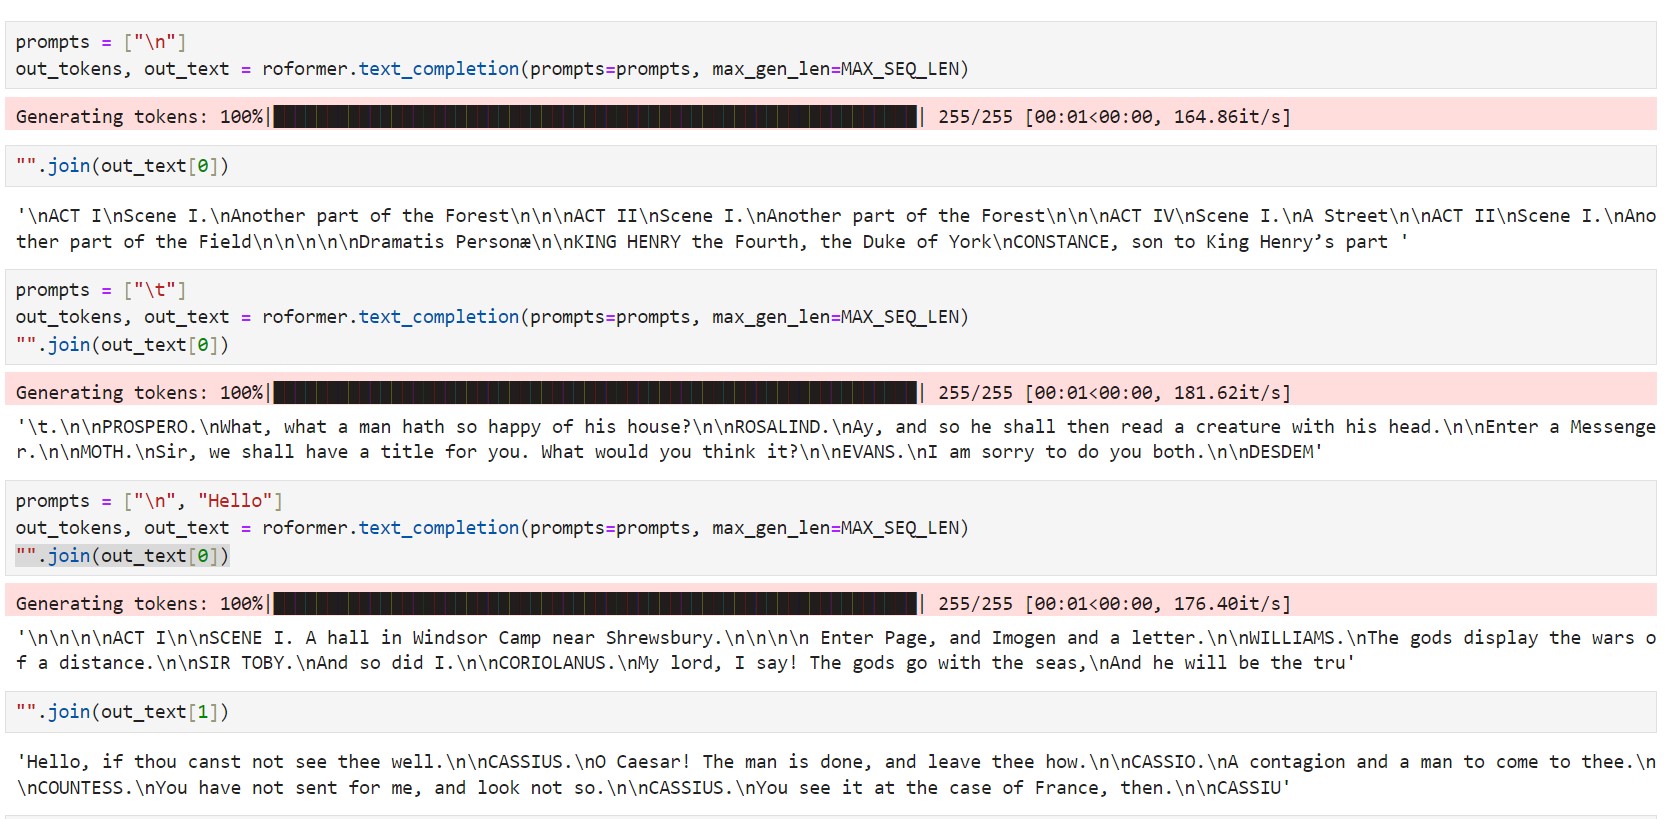 prompts = ["\n"]
out_tokens, out_text = roformer.text_completion(prompts=prompts, max_gen_len=MAX_SEQ_LEN)
Generating tokens: 100%|██████████| 255/255 [00:01<00:00, 164.86it/s]
"".join(out_text[0])
'\nACT I\nScene I.\nAnother part of the Forest\n\n\nACT II\nScene I.\nAnother part of the Forest\n\n\nACT IV\nScene I.\nA Street\n\nACT II\nScene I.\nAno
ther part of the Field\n\n\n\n\nDramatis Personæ\n\nKING HENRY the Fourth, the Duke of York\nCONSTANCE, son to King Henry’s part '
prompts = ["\t"]
out_tokens, out_text = roformer.text_completion(prompts=prompts, max_gen_len=MAX_SEQ_LEN)
"".join(out_text[0])
Generating tokens: 100%|██████████| 255/255 [00:01<00:00, 181.62it/s]
'\t.\n\nPROSPERO.\nWhat, what a man hath so happy of his house?\n\nROSALIND.\nAy, and so he shall then read a creature with his head.\n\nEnter a Messenge
r.\n\nMOTH.\nSir, we shall have a title for you. What would you think it?\n\nEVANS.\nI am sorry to do you both.\n\nDESDEM'
prompts = ["\n", "Hello"]
out_tokens, out_text = roformer.text_completion(prompts=prompts, max_gen_len=MAX_SEQ_LEN)
"".join(out_text[0])
Generating tokens: 100%|██████████| 255/255 [00:01<00:00, 176.40it/s]
'\n\n\n\nACT I\n\nSCENE I. A hall in Windsor Camp near Shrewsbury.\n\n\n\n Enter Page, and Imogen and a letter.\n\nWILLIAMS.\nThe gods display the wars o
f a distance.\n\nSIR TOBY.\nAnd so did I.\n\nCORIOLANUS.\nMy lord, I say! The gods go with the seas,\nAnd he will be the tru'
"".join(out_text[1])
'Hello, if thou canst not see thee well.\n\nCASSIUS.\nO Caesar! The man is done, and leave thee how.\n\nCASSIO.\nA contagion and a man to come to thee.\n
\nCOUNTESS.\nYou have not sent for me, and look not so.\n\nCASSIUS.\nYou see it at the case of France, then.\n\nCASSIU'